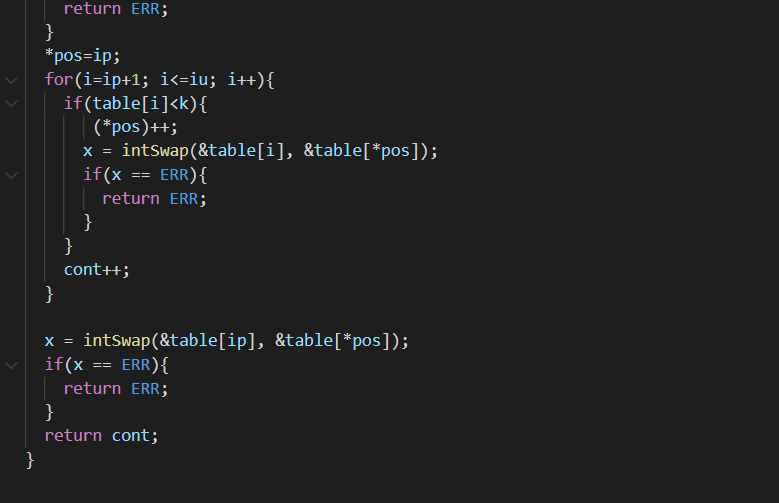 return ERR;
}
*pos=ip;
for(i=ip+1; i<=iu; i++){
if(table[i]<k){
(*pos)++;
x = intSwap(&table[i], &table[*pos]);
if(x == ERR){
return ERR;
}
}
cont++;
}
x = intSwap(&table[ip], &table[*pos]);
if(x == ERR){
return ERR;
}
return cont;
}